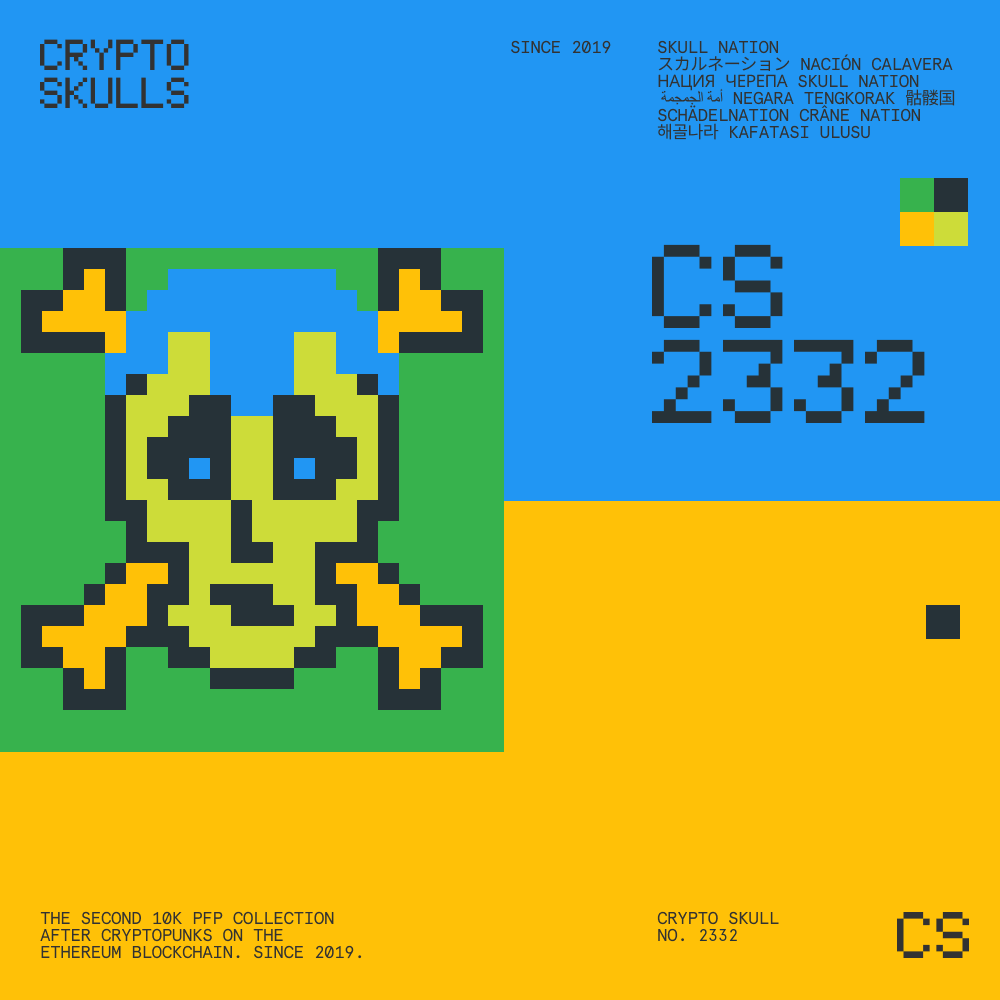 CRYPTO
SKULLS
SINCE 2019
SKULL NATION
スカルネーション NACIÓN CALAVERA
НАЦИЯ ЧЕРЕПА SKULL NATION
أمة الجمجمة NEGARA TENGKORAK 骷髅国
SCHÄDELNATION CRÂNE NATION
해골나라 KAFATASI ULUSU
CS
2332
THE SECOND 10K PFP COLLECTION
AFTER CRYPTOPUNKS ON THE
ETHEREUM BLOCKCHAIN. SINCE 2019.
CRYPTO SKULL
NO. 2332
CS